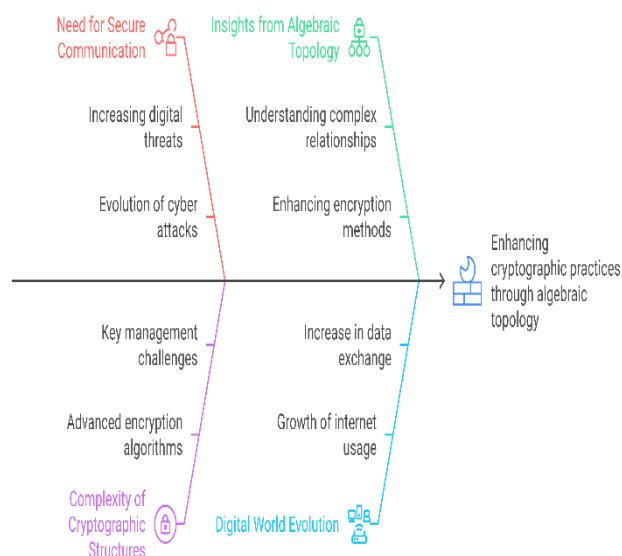 Need for Secure
Communication
Insights from Algebraic
Topology
Increasing digital
threats
Understanding complex
relationships
Evolution of cyber
attacks
Enhancing encryption
methods
Enhancing
cryptographic practices
through algebraic
topology
Key management
challenges
Increase in data
exchange
Advanced encryption
algorithms
Growth of internet
usage
Complexity of
Cryptographic
Structures
Digital World Evolution